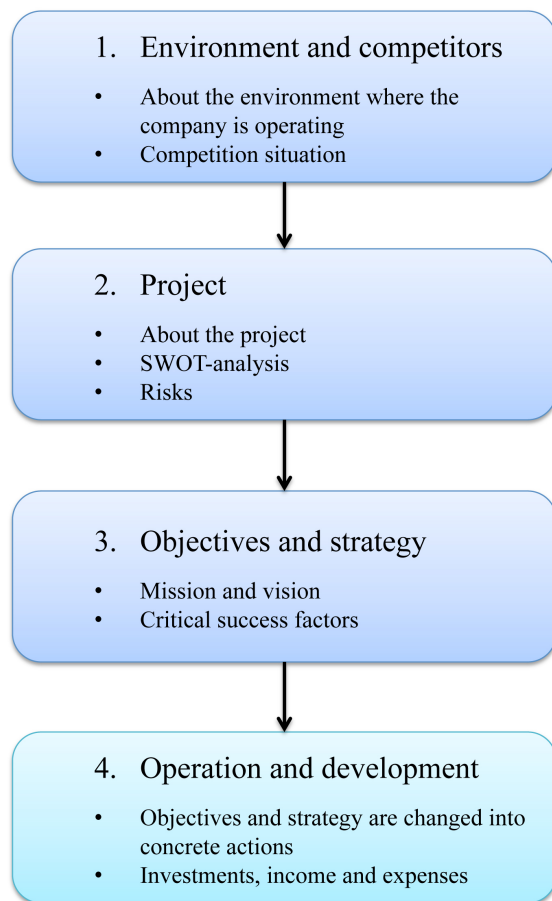 1. Environment and competitors
• About the environment where the
company is operating
• Competition situation
2. Project
• About the project
• SWOT-analysis
• Risks
3. Objectives and strategy
• Mission and vision
• Critical success factors
4. Operation and development
• Objectives and strategy are changed into
concrete actions
• Investments, income and expenses